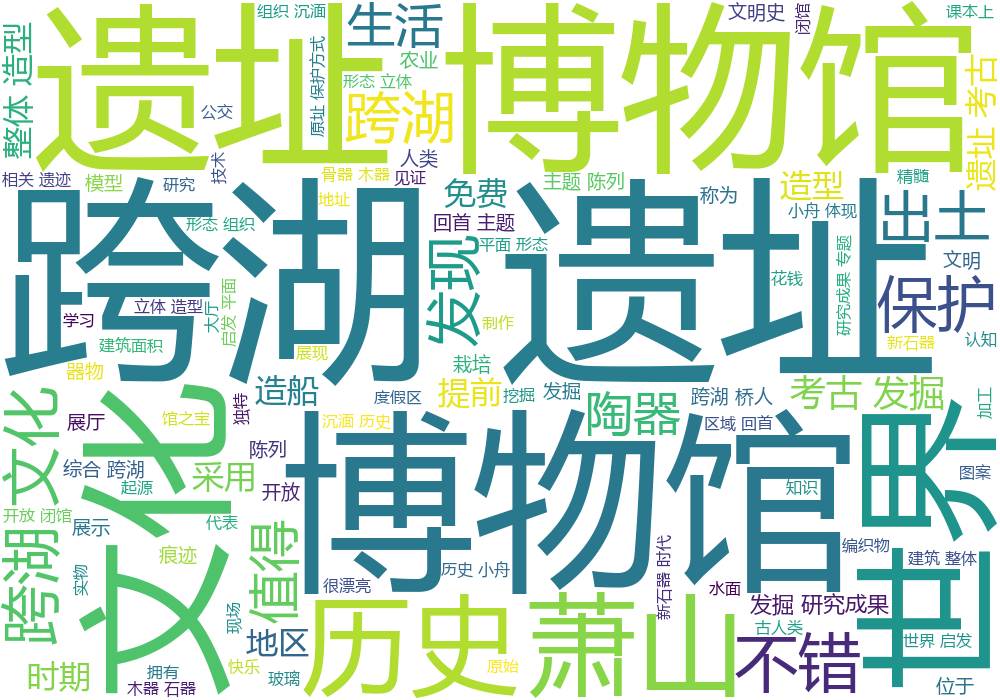 组织 沉湎
生活
文明史
闭馆
课本上
遗址 博物馆
整体 造型
农业
形态 立体
原址 保护方式
跨湖
公交
遗址 考古
人类
技术
骨器 木器
见证
相关 遗迹
模型
研究
地址
免费
主题 陈列
造型
称为
精髓
出土
形态 组织
回首 主题
小舟 体现
跨湖 遗址
发现
平面 形态
文明
花钱
研究成果 专题
保护
立体 造型
大厅
启发 平面
学习
制作
新石器
认知
建筑面积
展现
器物
栽培
造船
提前
挖掘
发掘
度假区
跨湖 桥人
考古 发掘
加工
文化
跨湖 文化
馆之宝
独特
展厅
沉湎 历史
陶器
区域 回首
世界
陈列
综合 跨湖
采用
起源
开放
博物馆
知识
图案
开放 闭馆
展示
代表
值得
痕迹
编织物
建筑 整体
实物
历史 小舟
新石器 时代
很漂亮
水面
发掘 研究成果
现场
历史
萧山
古人类
地区
不错
世界 启发
时期
拥有
快乐
玻璃
原始
木器 石器
位于